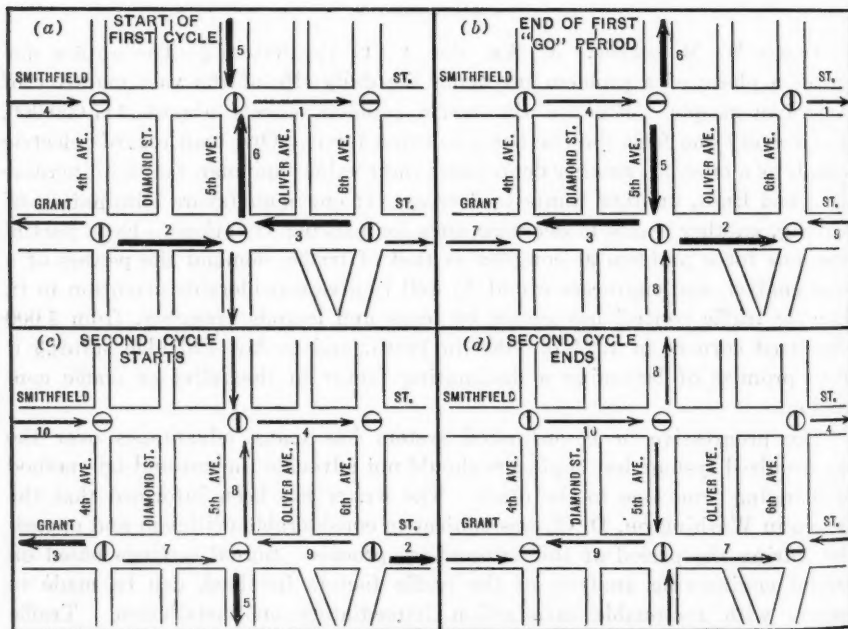 (a) START OF
FIRST CYCLE
5
SMITHFIELD ST.
4 1
4th AVE.
DIAMOND ST.
5th AVE.
OLIVER AVE.
6th AVE.
6
GRANT ST.
3
(b) END OF FIRST
"GO" PERIOD
6
SMITHFIELD ST.
4 1
4th AVE.
DIAMOND ST.
5th AVE.
5
OLIVER AVE.
6th AVE.
GRANT ST.
7 3 2 9
8
(c) SECOND CYCLE
STARTS
SMITHFIELD ST.
10 4
4th AVE.
DIAMOND ST.
5th AVE.
8
OLIVER AVE.
6th AVE.
GRANT ST.
9 2
5
(d) SECOND CYCLE
ENDS
8
SMITHFIELD ST.
10 4
4th AVE.
DIAMOND ST.
5th AVE.
OLIVER AVE.
6th AVE.
GRANT ST.
9 7